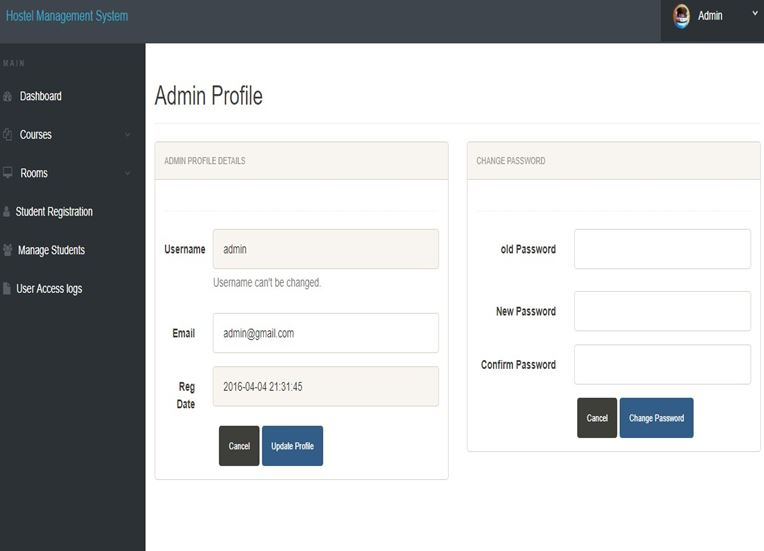 Hostel Management System
Admin
MAIN
Dashboard
Courses
Rooms
Student Registration
Manage Students
User Access logs
Admin Profile
ADMIN PROFILE DETAILS
Username
admin
Username can't be changed.
Email
admin@gmail.com
Reg
Date
2016-04-04 21:31:45
Cancel
Update Profile
CHANGE PASSWORD
old Password
New Password
Confirm Password
Cancel
Change Password